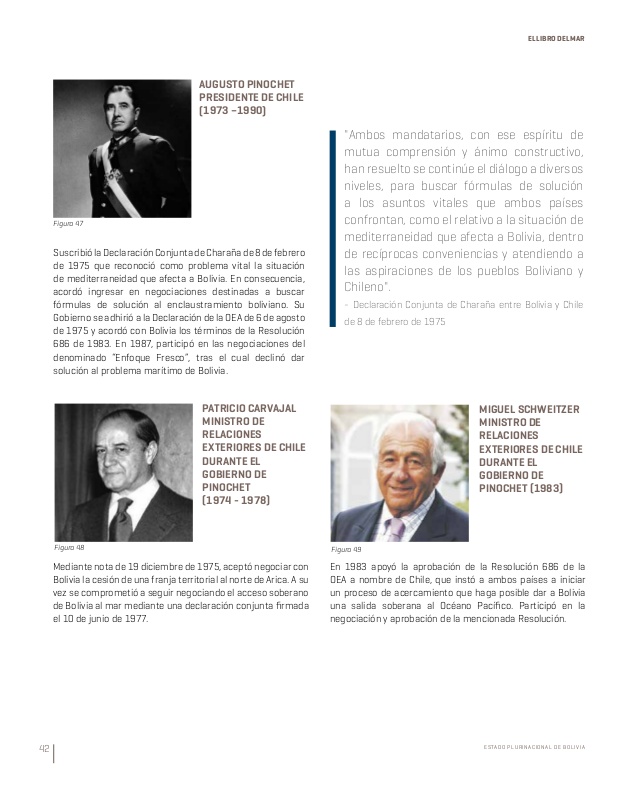 EL LIBRO DEL MAR
AUGUSTO PINOCHET
PRESIDENTE DE CHILE
(1973 –1990)
Figura 47
Suscribió la Declaración Conjunta de Charaña de 8 de febrero
de 1975 que reconoció como problema vital la situación
de mediterraneidad que afecta a Bolivia. En consecuencia,
acordó ingresar en negociaciones destinadas a buscar
fórmulas de solución al enclaustramiento boliviano. Su
Gobierno se adhirió a la Declaración de la OEA de 6 de agosto
de 1975 y acordó con Bolivia los términos de la Resolución
686 de 1983. En 1987, participó en las negociaciones del
denominado “Enfoque Fresco”, tras el cual declinó dar
solución al problema marítimo de Bolivia.
“Ambos mandatarios, con ese espíritu de
mutua comprensión y ánimo constructivo,
han resuelto se continúe el diálogo a diversos
niveles, para buscar fórmulas de solución
a los asuntos vitales que ambos países
confrontan, como el relativo a la situación de
mediterraneidad que afecta a Bolivia, dentro
de recíprocas conveniencias y atendiendo a
las aspiraciones de los pueblos Boliviano y
Chileno”.
- Declaración Conjunta de Charaña entre Bolivia y Chile
de 8 de febrero de 1975
PATRICIO CARVAJAL
MINISTRO DE
RELACIONES
EXTERIORES DE CHILE
DURANTE EL
GOBIERNO DE
PINOCHET
(1974 - 1978)
Figura 48
Mediante nota de 19 diciembre de 1975, aceptó negociar con
Bolivia la cesión de una franja territorial al norte de Arica. A su
vez se comprometió a seguir negociando el acceso soberano
de Bolivia al mar mediante una declaración conjunta firmada
el 10 de junio de 1977.
MIGUEL SCHWEITZER
MINISTRO DE
RELACIONES
EXTERIORES DE CHILE
DURANTE EL
GOBIERNO DE
PINOCHET (1983)
Figura 49
En 1983 apoyó la aprobación de la Resolución 686 de la
OEA a nombre de Chile, que instó a ambos países a iniciar
un proceso de acercamiento que haga posible dar a Bolivia
una salida soberana al Océano Pacífico. Participó en la
negociación y aprobación de la mencionada Resolución.
42
ESTADO PLURINACIONAL DE BOLIVIA